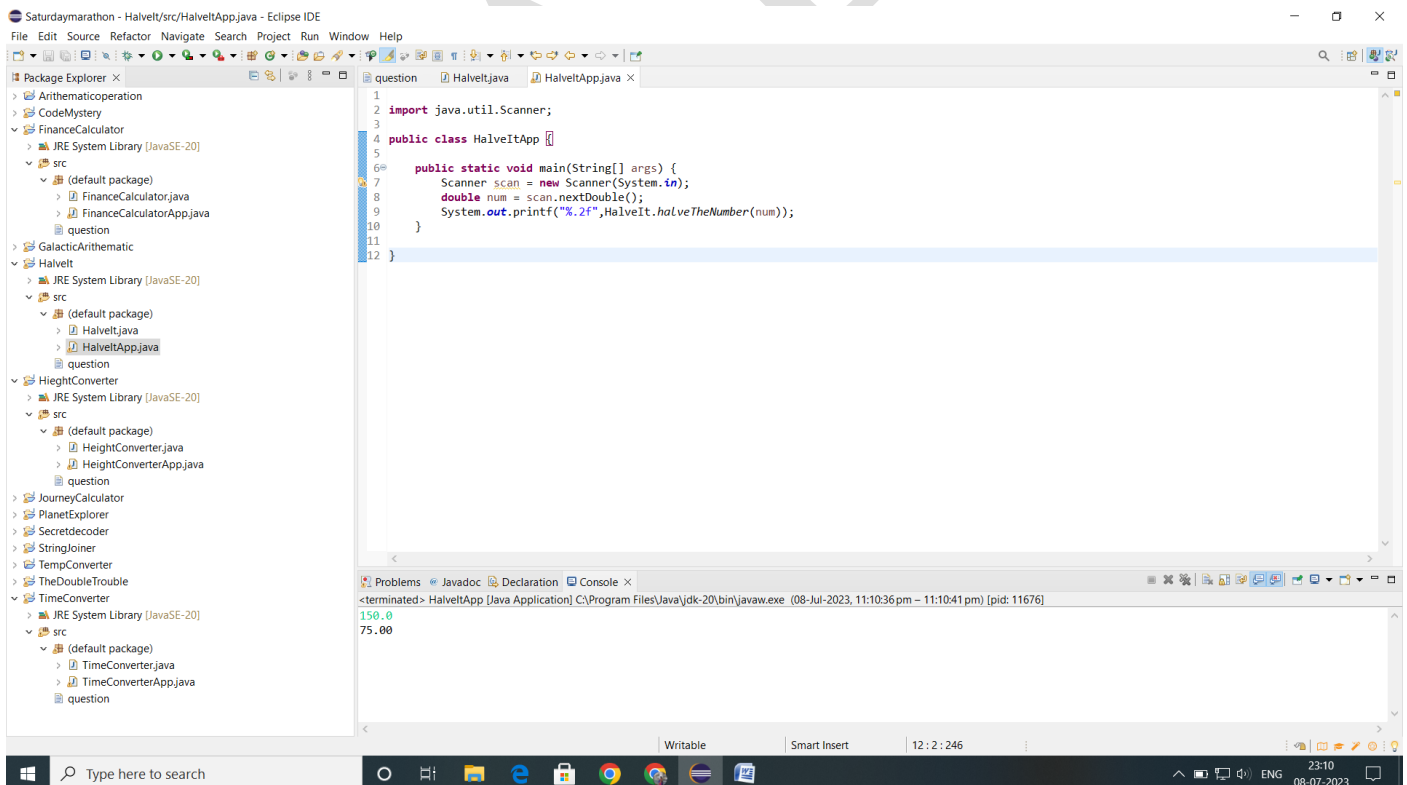 Saturdaymarathon - HalveIt/src/HalveItApp.java - Eclipse IDE
File Edit Source Refactor Navigate Search Project Run Window Help
Package Explorer
Arithematicoperation
CodeMystery
FinanceCalculator
JRE System Library [JavaSE-20]
src
(default package)
FinanceCalculator.java
FinanceCalculatorApp.java
question
GalacticArithematic
HalveIt
JRE System Library [JavaSE-20]
src
(default package)
HalveIt.java
HalveItApp.java
question
HieghtConverter
JRE System Library [JavaSE-20]
src
(default package)
HeightConverter.java
HeightConverterApp.java
question
JourneyCalculator
PlanetExplorer
Secretdecoder
StringJoiner
TempConverter
TheDoubleTrouble
TimeConverter
JRE System Library [JavaSE-20]
src
(default package)
TimeConverter.java
TimeConverterApp.java
question
question HalveIt.java HalveItApp.java
1
2 import java.util.Scanner;
3
4 public class HalveItApp {
5
6 public static void main(String[] args) {
7 Scanner scan = new Scanner(System.in);
8 double num = scan.nextDouble();
9 System.out.printf("%.2f",HalveIt.halveTheNumber(num));
10 }
11
12 }
Problems Javadoc Declaration Console
<terminated> HalveItApp [Java Application] C:\Program Files\Java\jdk-20\bin\javaw.exe (08-Jul-2023, 11:10:36 pm – 11:10:41 pm) [pid: 11676]
150.0
75.00
Writable Smart Insert 12 : 2 : 246
Type here to search
ENG
23:10
08-07-2023